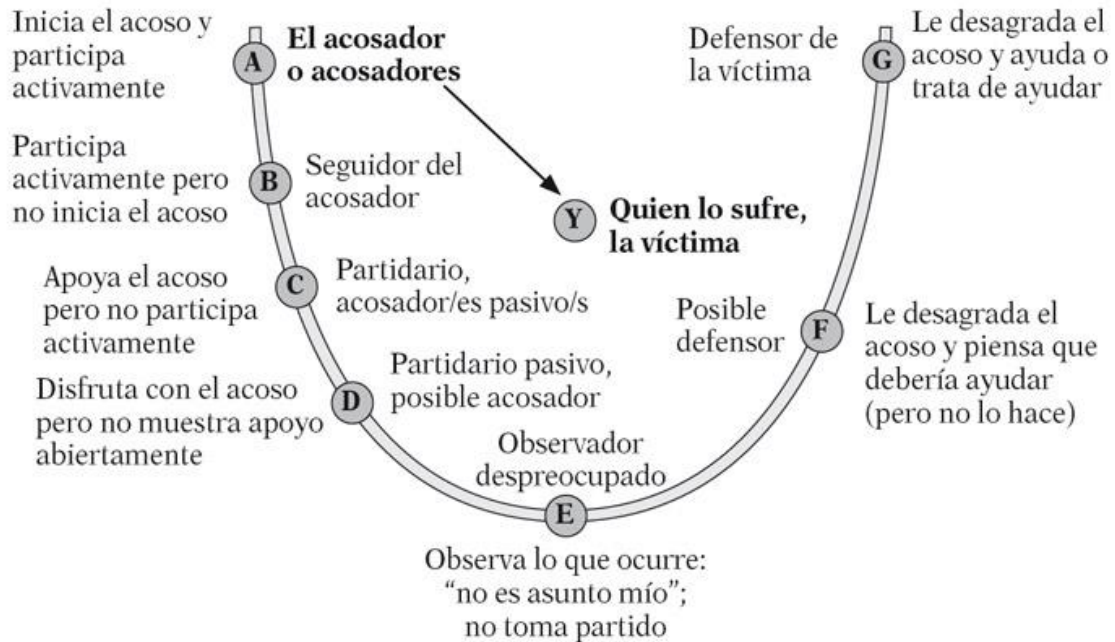 Inicia el acoso y
participa
activamente
A
El acosador
o acosadores
Defensor de
la víctima
G
Le desagrada el
acoso y ayuda o
trata de ayudar
Participa
activamente pero
no inicia el acoso
B
Seguidor del
acosador
Y
Quien lo sufre,
la víctima
Apoya el acoso
pero no participa
activamente
C
Partidario,
acosador/es pasivo/s
Posible
defensor
F
Le desagrada el
acoso y piensa que
debería ayudar
(pero no lo hace)
Disfruta con el acoso
pero no muestra apoyo
abiertamente
D
Partidario pasivo,
posible acosador
Observador
despreocupado
E
Observa lo que ocurre:
“no es asunto mío”;
no toma partido